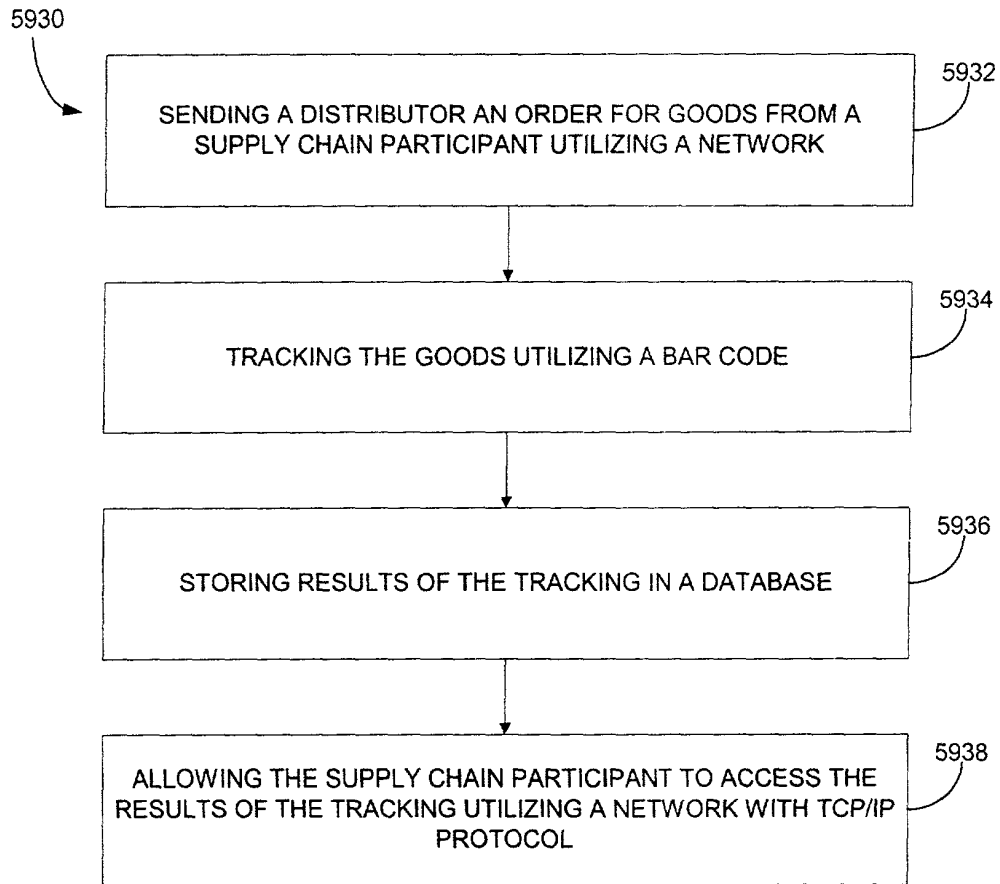 5930
5932
SENDING A DISTRIBUTOR AN ORDER FOR GOODS FROM A
SUPPLY CHAIN PARTICIPANT UTILIZING A NETWORK
5934
TRACKING THE GOODS UTILIZING A BAR CODE
5936
STORING RESULTS OF THE TRACKING IN A DATABASE
5938
ALLOWING THE SUPPLY CHAIN PARTICIPANT TO ACCESS THE
RESULTS OF THE TRACKING UTILIZING A NETWORK WITH TCP/IP
PROTOCOL